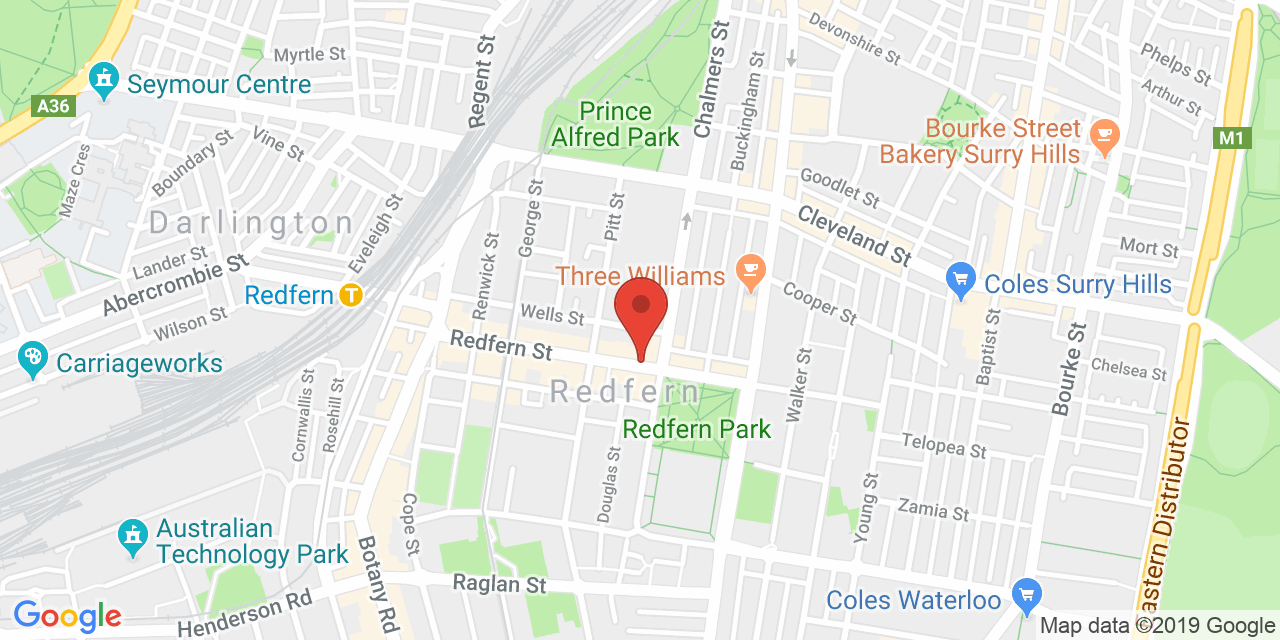 Myrtle St
Regent St
Devonshire St
Phelps St
Arthur St
Seymour Centre
A36
Prince
Alfred Park
Chalmers St
Buckingham St
Bourke Street
Bakery Surry Hills
M1
Vine St
Boundary St
Maze Cres
Goodlet St
Cleveland St
Darlington
George St
Pitt St
Eveleigh St
Lander St
Abercrombie St
Renwick St
Mort St
Three Williams
Coles Surry Hills
Redfern
T
Cooper St
Wilson St
Wells St
Redfern St
Carriageworks
Baptist St
Bourke St
Chelsea St
Cornwallis St
Rosehill St
Redfern
Walker St
Redfern Park
Telopea St
Douglas St
Young St
Zamia St
Eastern Distributor
Cope St
Australian
Technology Park
Botany Rd
Raglan St
Henderson Rd
Coles Waterloo
Google
Map data ©2019 Google